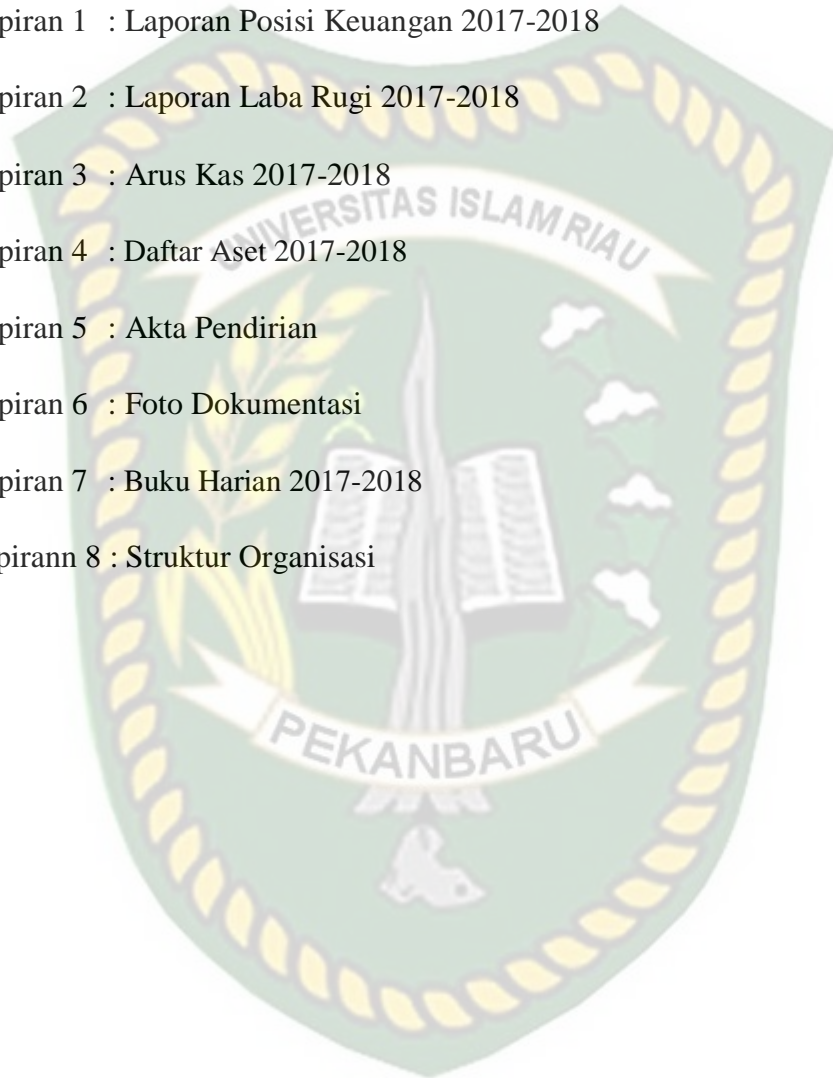 piran 1 : Laporan Posisi Keuangan 2017-2018
piran 2 : Laporan Laba Rugi 2017-2018
piran 3 : Arus Kas 2017-2018
UNIVERSITAS ISLAM RIAU
piran 4 : Daftar Aset 2017-2018
piran 5 : Akta Pendirian
piran 6 : Foto Dokumentasi
piran 7 : Buku Harian 2017-2018
pirann 8 : Struktur Organisasi
PEKANBARU